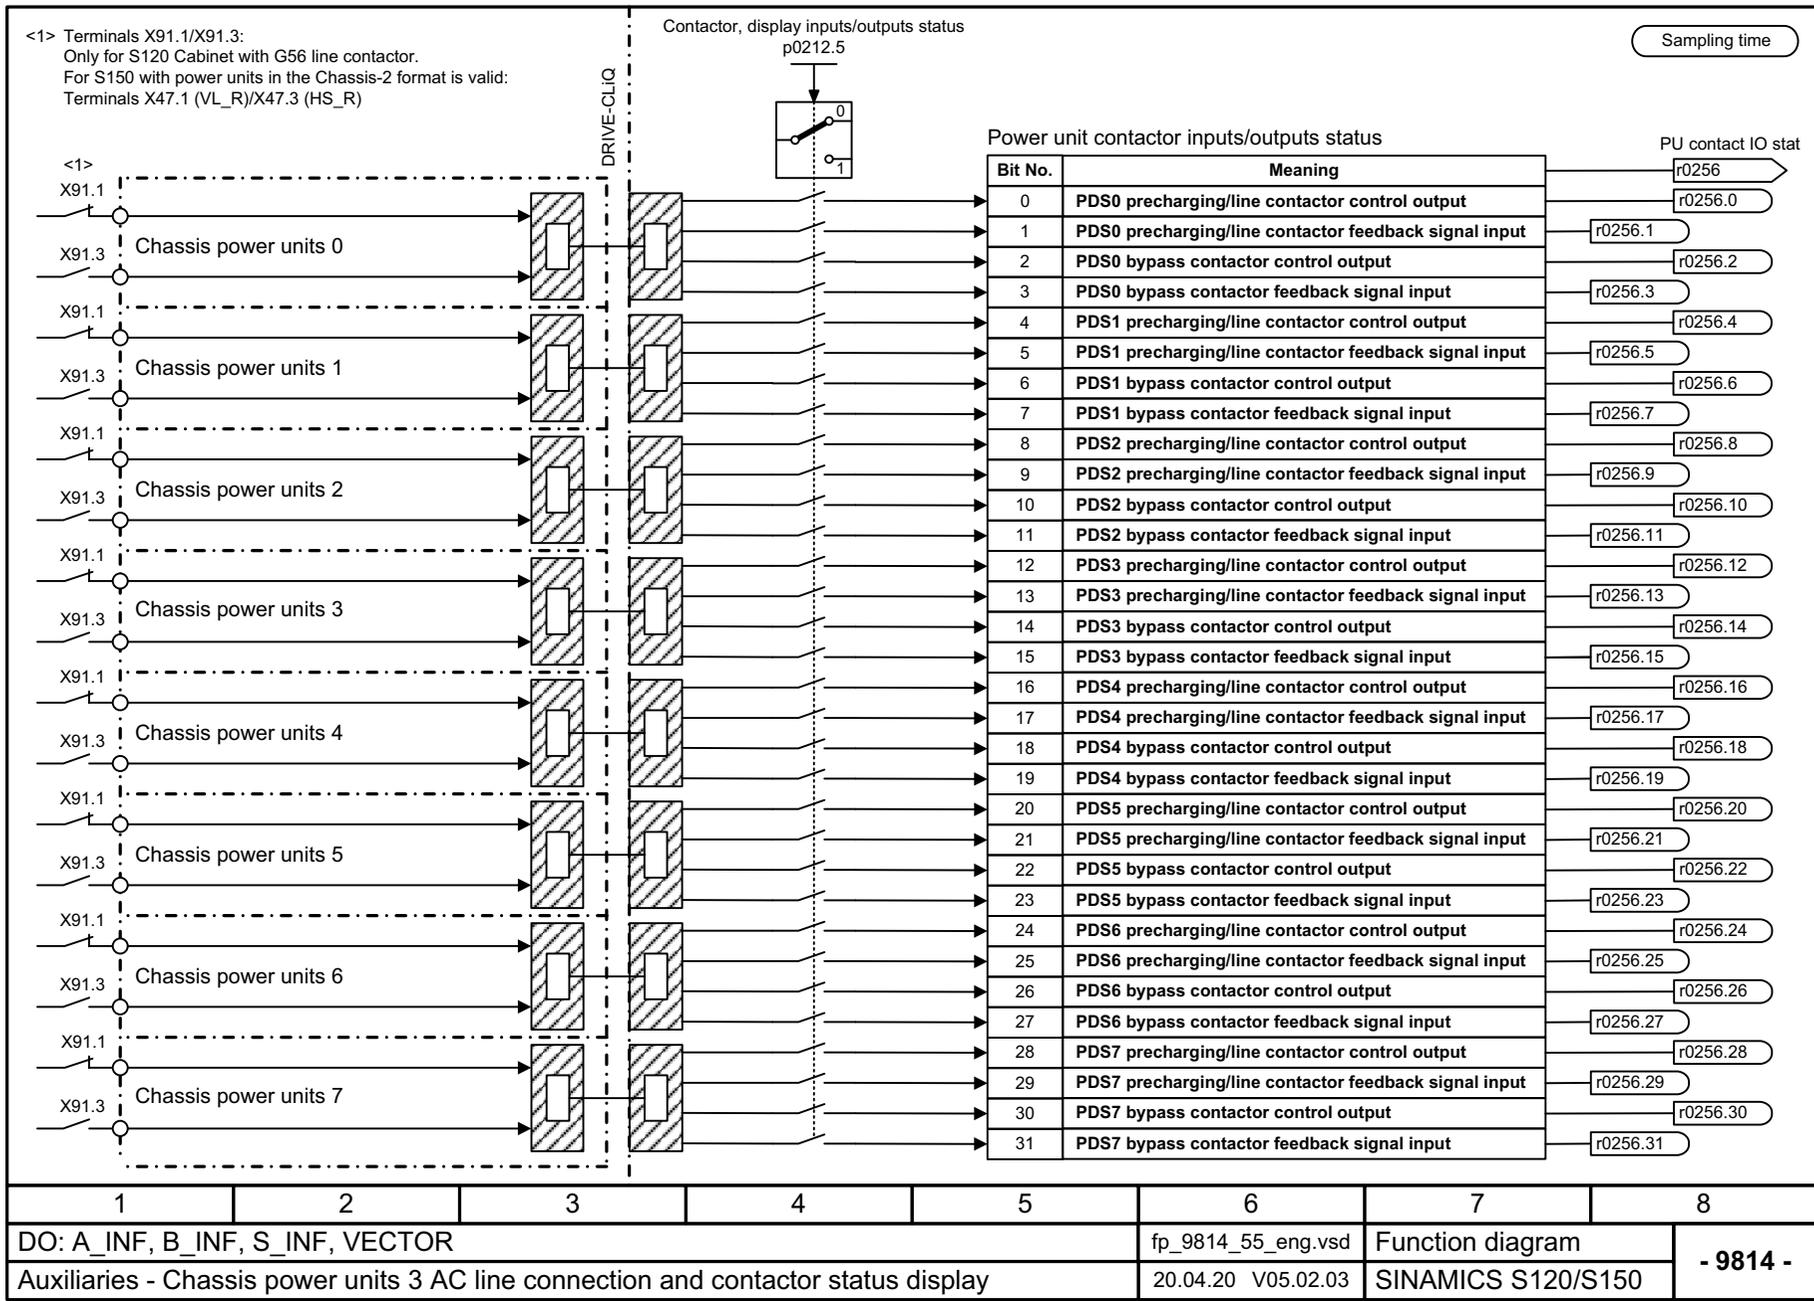 <1> Terminals X91.1/X91.3:
Only for S120 Cabinet with G56 line contactor.
For S150 with power units in the Chassis-2 format is valid:
Terminals X47.1 (VL_R)/X47.3 (HS_R)
DRIVE-CLiQ
Contactor, display inputs/outputs status
p0212.5
0
1
Sampling time
Power unit contactor inputs/outputs status
PU contact IO stat
<1>
Bit No. Meaning r0256
X91.1
X91.3
Chassis power units 0
X91.1
X91.3
Chassis power units 1
X91.1
X91.3
Chassis power units 2
X91.1
X91.3
Chassis power units 3
X91.1
X91.3
Chassis power units 4
X91.1
X91.3
Chassis power units 5
X91.1
X91.3
Chassis power units 6
X91.1
X91.3
Chassis power units 7
0 PDS0 precharging/line contactor control output r0256.0
1 PDS0 precharging/line contactor feedback signal input r0256.1
2 PDS0 bypass contactor control output r0256.2
3 PDS0 bypass contactor feedback signal input r0256.3
4 PDS1 precharging/line contactor control output r0256.4
5 PDS1 precharging/line contactor feedback signal input r0256.5
6 PDS1 bypass contactor control output r0256.6
7 PDS1 bypass contactor feedback signal input r0256.7
8 PDS2 precharging/line contactor control output r0256.8
9 PDS2 precharging/line contactor feedback signal input r0256.9
10 PDS2 bypass contactor control output r0256.10
11 PDS2 bypass contactor feedback signal input r0256.11
12 PDS3 precharging/line contactor control output r0256.12
13 PDS3 precharging/line contactor feedback signal input r0256.13
14 PDS3 bypass contactor control output r0256.14
15 PDS3 bypass contactor feedback signal input r0256.15
16 PDS4 precharging/line contactor control output r0256.16
17 PDS4 precharging/line contactor feedback signal input r0256.17
18 PDS4 bypass contactor control output r0256.18
19 PDS4 bypass contactor feedback signal input r0256.19
20 PDS5 precharging/line contactor control output r0256.20
21 PDS5 precharging/line contactor feedback signal input r0256.21
22 PDS5 bypass contactor control output r0256.22
23 PDS5 bypass contactor feedback signal input r0256.23
24 PDS6 precharging/line contactor control output r0256.24
25 PDS6 precharging/line contactor feedback signal input r0256.25
26 PDS6 bypass contactor control output r0256.26
27 PDS6 bypass contactor feedback signal input r0256.27
28 PDS7 precharging/line contactor control output r0256.28
29 PDS7 precharging/line contactor feedback signal input r0256.29
30 PDS7 bypass contactor control output r0256.30
31 PDS7 bypass contactor feedback signal input r0256.31
1 2 3 4 5 6 7 8
DO: A_INF, B_INF, S_INF, VECTOR fp_9814_55_eng.vsd Function diagram
- 9814 -
Auxiliaries - Chassis power units 3 AC line connection and contactor status display 20.04.20 V05.02.03 SINAMICS S120/S150